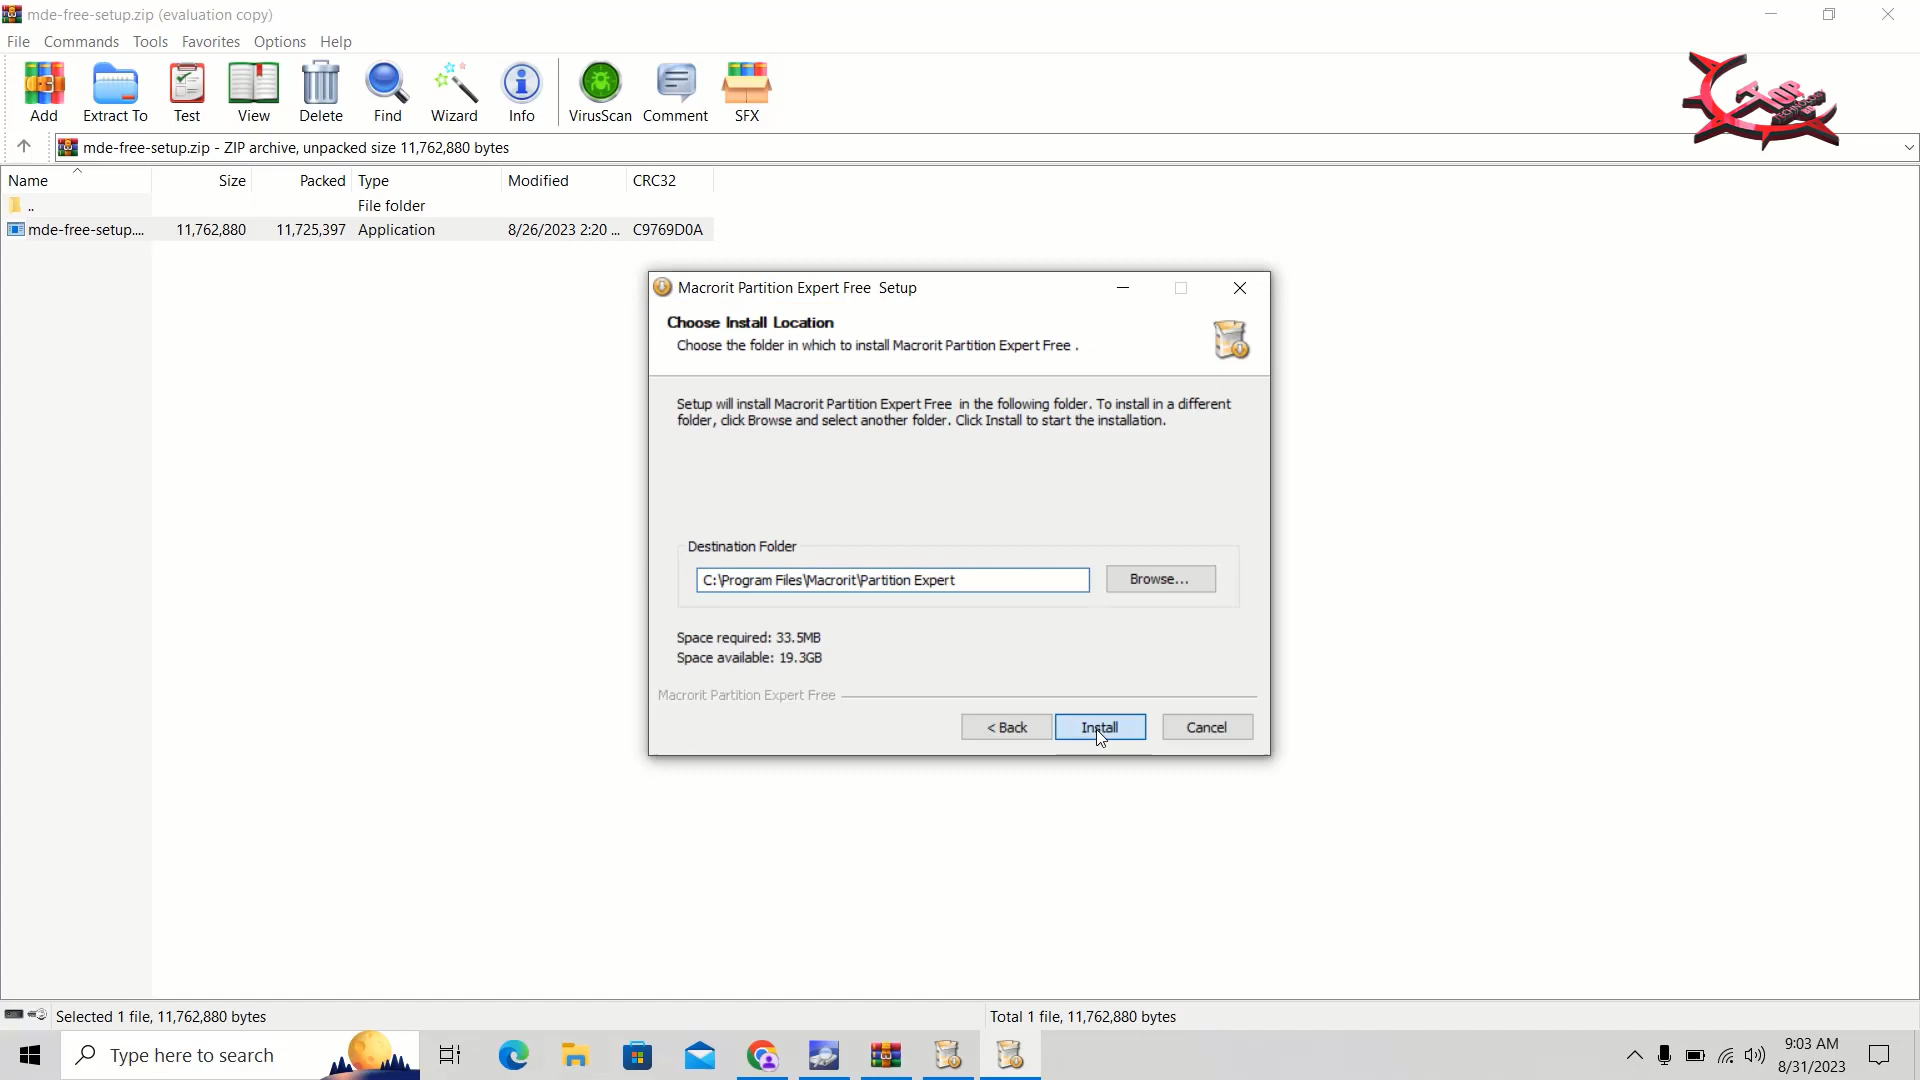 mde-free-setup.zip (evaluation copy)
File Commands Tools Favorites Options Help
Add Extract To Test View Delete Find Wizard Info VirusScan Comment SFX
TOP
mde-free-setup.zip - ZIP archive, unpacked size 11,762,880 bytes
Name Size Packed Type Modified CRC32
.. File folder
mde-free-setup.... 11,762,880 11,725,397 Application 8/26/2023 2:20 ... C9769D0A
Macrorit Partition Expert Free Setup
Choose Install Location
Choose the folder in which to install Macrorit Partition Expert Free .
Setup will install Macrorit Partition Expert Free in the following folder. To install in a different
folder, click Browse and select another folder. Click Install to start the installation.
Destination Folder
C:\Program Files\Macrorit\Partition Expert
Browse...
Space required: 33.5MB
Space available: 19.3GB
Macrorit Partition Expert Free
< Back Install Cancel
Selected 1 file, 11,762,880 bytes
Total 1 file, 11,762,880 bytes
Type here to search
9:03 AM
8/31/2023